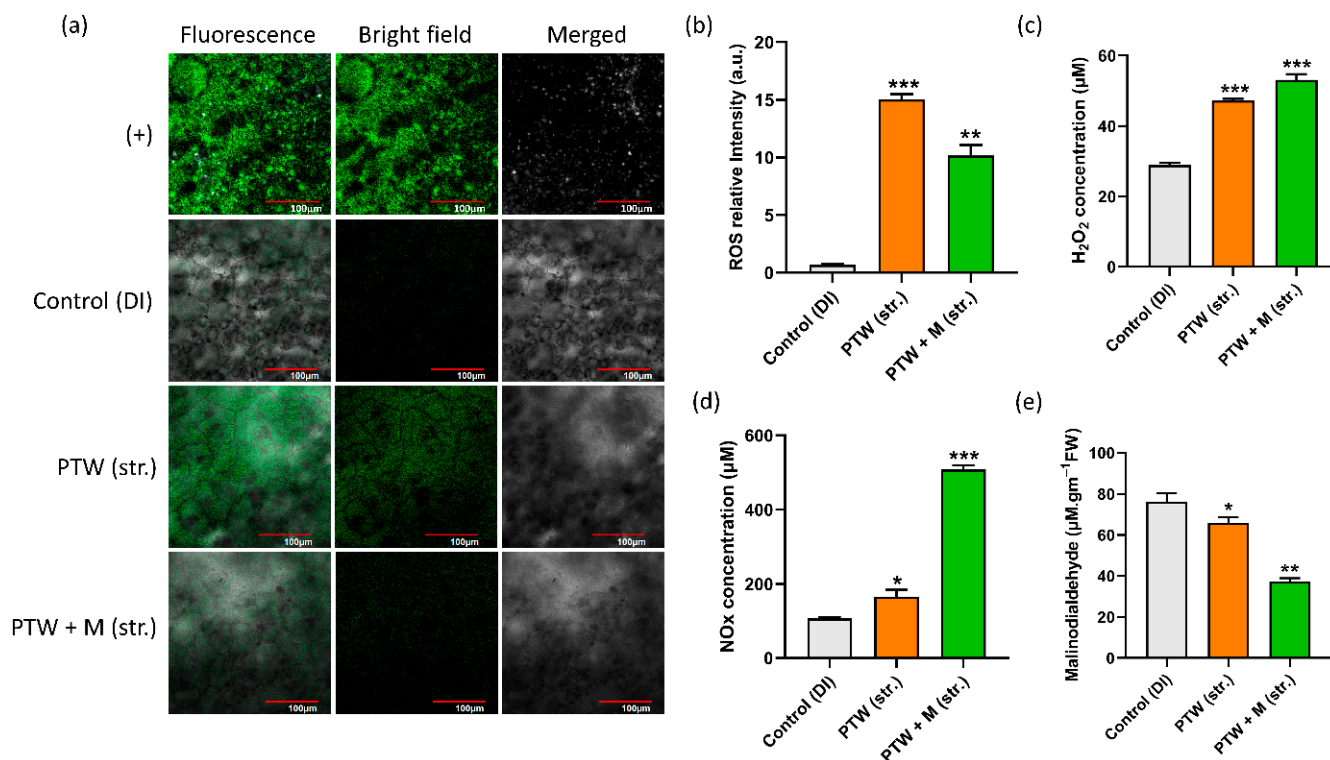 (a)
Fluorescence
Bright field
Merged
(+)
100μm
100μm
100μm
Control (DI)
100μm
100μm
100μm
PTW (str.)
100μm
100μm
100μm
PTW + M (str.)
100μm
100μm
100μm
(b)
ROS relative Intensity (a.u.)
20
15
10
5
0
***
**
Control (DI)
PTW (str.)
PTW + M (str.)
(c)
H₂O₂ concentration (μM)
60
40
20
0
***
***
Control (DI)
PTW (str.)
PTW + M (str.)
(d)
NOx concentration (μM)
600
400
200
0
*
***
Control (DI)
PTW (str.)
PTW + M (str.)
(e)
Malinodialdehyde (μM.gm⁻¹FW)
100
80
60
40
20
0
*
**
Control (DI)
PTW (str.)
PTW + M (str.)